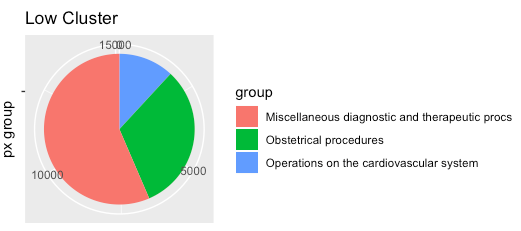 Low Cluster
15000
0
px group
10000
5000
group
Miscellaneous diagnostic and therapeutic procs
Obstetrical procedures
Operations on the cardiovascular system